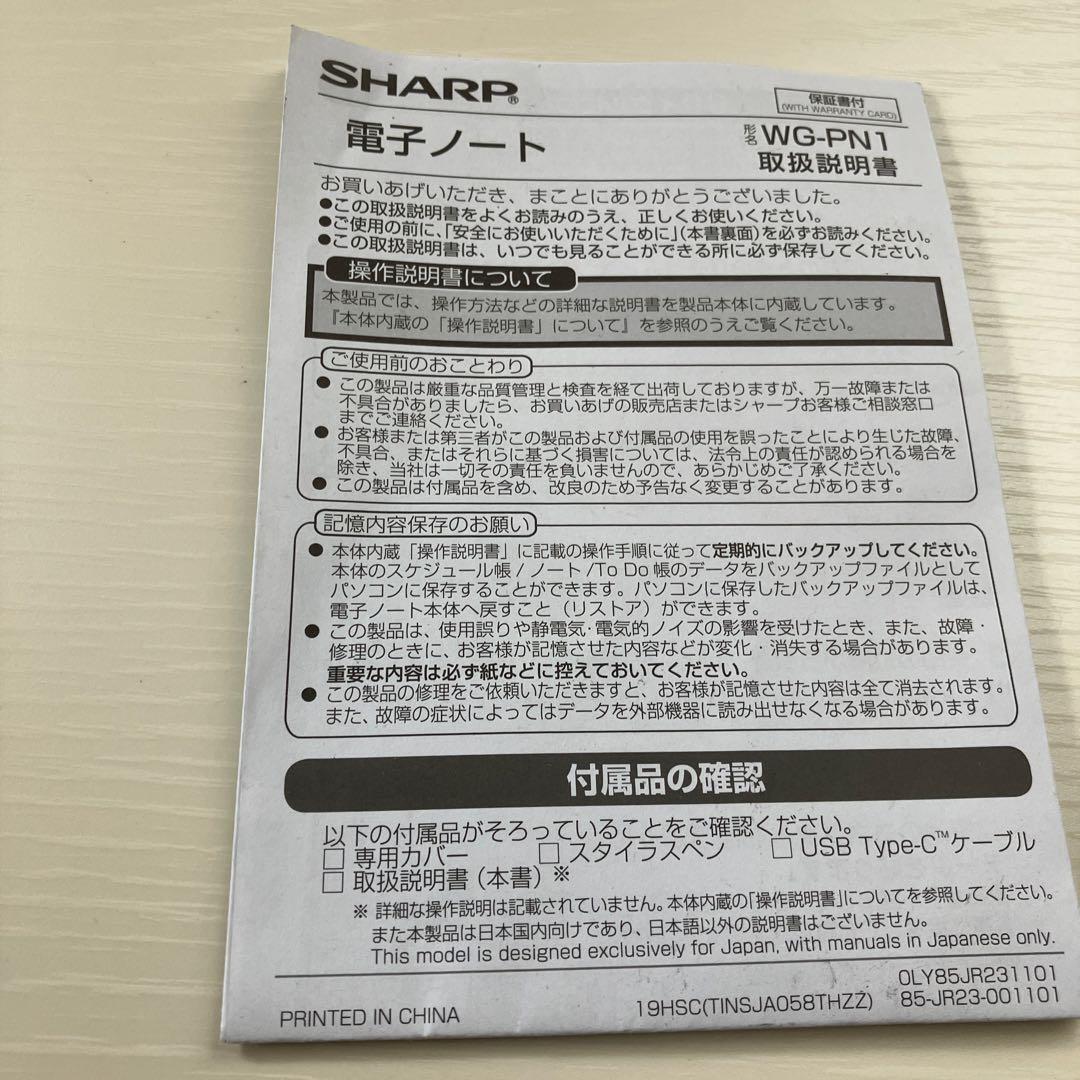 SHARP®
保証書付
(WITH WARRANTY CARD)
電子ノート
形名 WG-PN1
取扱説明書
お買いあげいただき、まことにありがとうございました。
●この取扱説明書をよくお読みのうえ、正しくお使いください。
●ご使用の前に、「安全にお使いいただくために」(本書裏面)を必ずお読みください。
●この取扱説明書は、いつでも見ることができる所に必ず保存してください。
操作説明書について
本製品では、操作方法などの詳細な説明書を製品本体に内蔵しています。
『本体内蔵の「操作説明書」について』を参照のうえご覧ください。
ご使用前のおことわり
● この製品は厳重な品質管理と検査を経て出荷しておりますが、万一故障または
不具合がありましたら、お買いあげの販売店またはシャープお客様ご相談窓口
までご連絡ください。
● お客様または第三者がこの製品および付属品の使用を誤ったことにより生じた故障、
不具合、またはそれらに基づく損害については、法令上の責任が認められる場合を
除き、当社は一切その責任を負いませんので、あらかじめご了承ください。
● この製品は付属品を含め、改良のため予告なく変更することがあります。
記憶内容保存のお願い
● 本体内蔵「操作説明書」に記載の操作手順に従って定期的にバックアップしてください。
本体のスケジュール帳/ノート/To Do 帳のデータをバックアップファイルとして
パソコンに保存することができます。パソコンに保存したバックアップファイルは、
電子ノート本体へ戻すこと(リストア)ができます。
● この製品は、使用誤りや静電気・電気的ノイズの影響を受けたとき、また、故障・
修理のときに、お客様が記憶させた内容などが変化・消失する場合があります。
重要な内容は必ず紙などに控えておいてください。
● この製品の修理をご依頼いただきますと、お客様が記憶させた内容は全て消去されます。
また、故障の症状によってはデータを外部機器に読み出せなくなる場合があります。
付属品の確認
以下の付属品がそろっていることをご確認ください。
□ 専用カバー □ スタイラスペン □ USB Type-C™ケーブル
□ 取扱説明書(本書)※
※ 詳細な操作説明は記載されていません。本体内蔵の「操作説明書」についてを参照してください。
また本製品は日本国内向けであり、日本語以外の説明書はございません。
This model is designed exclusively for Japan, with manuals in Japanese only.
0LY85JR231101
PRINTED IN CHINA 19HSC(TINSJA058THZZ) 85-JR23-001101